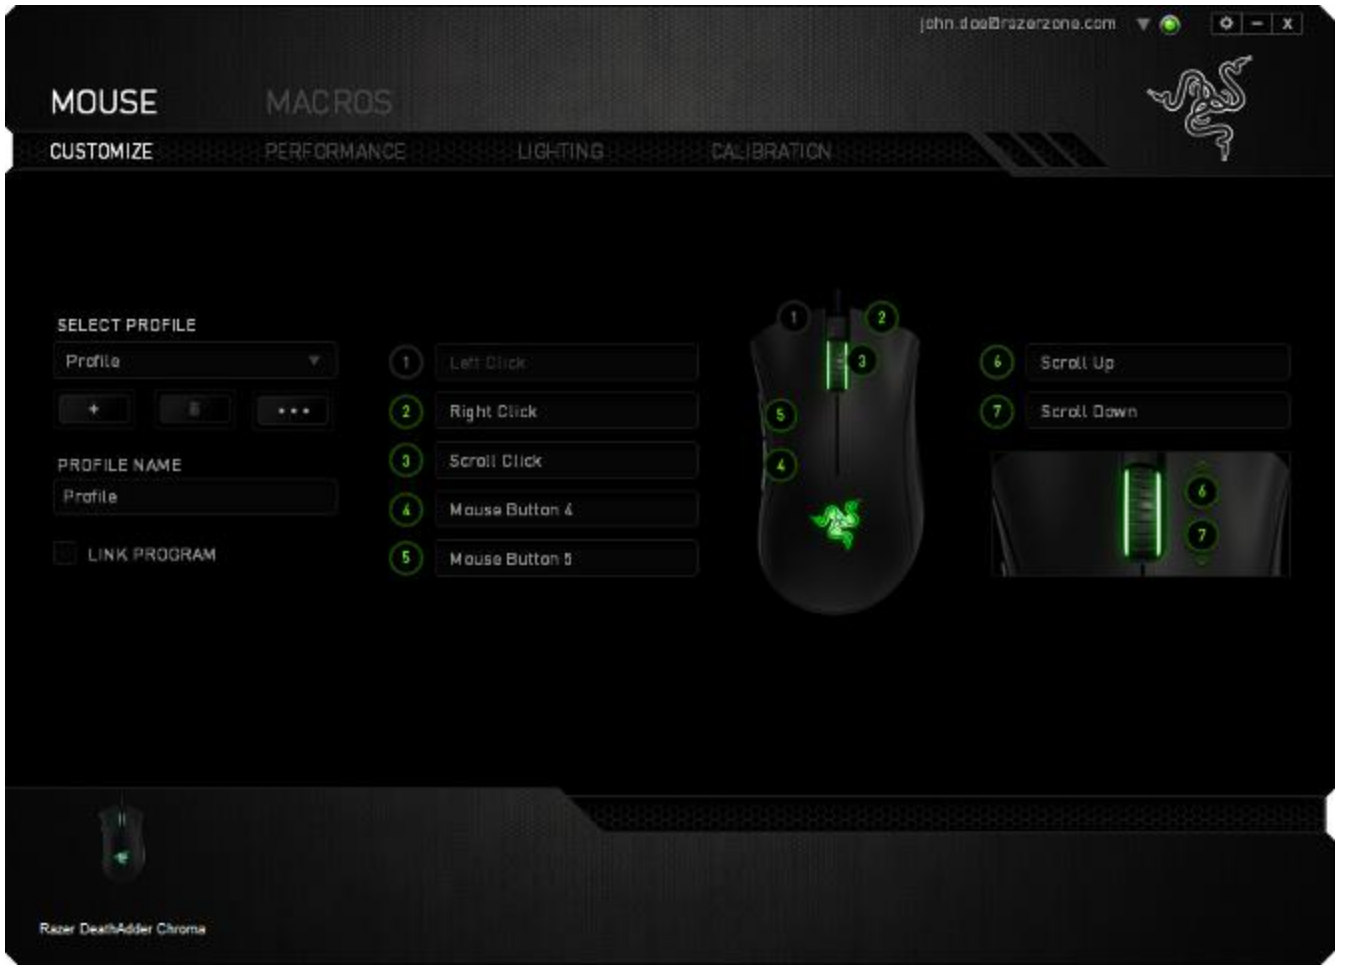 john.doe@razerzone.com
MOUSE MACROS
CUSTOMIZE PERFORMANCE LIGHTING CALIBRATION
SELECT PROFILE
Profile
+
PROFILE NAME
Profile
LINK PROGRAM
1 Left Click
2 Right Click
3 Scroll Click
4 Mouse Button 4
5 Mouse Button 5
1 2
3
5
4
6 Scroll Up
7 Scroll Down
6
7
Razer DeathAdder Chroma